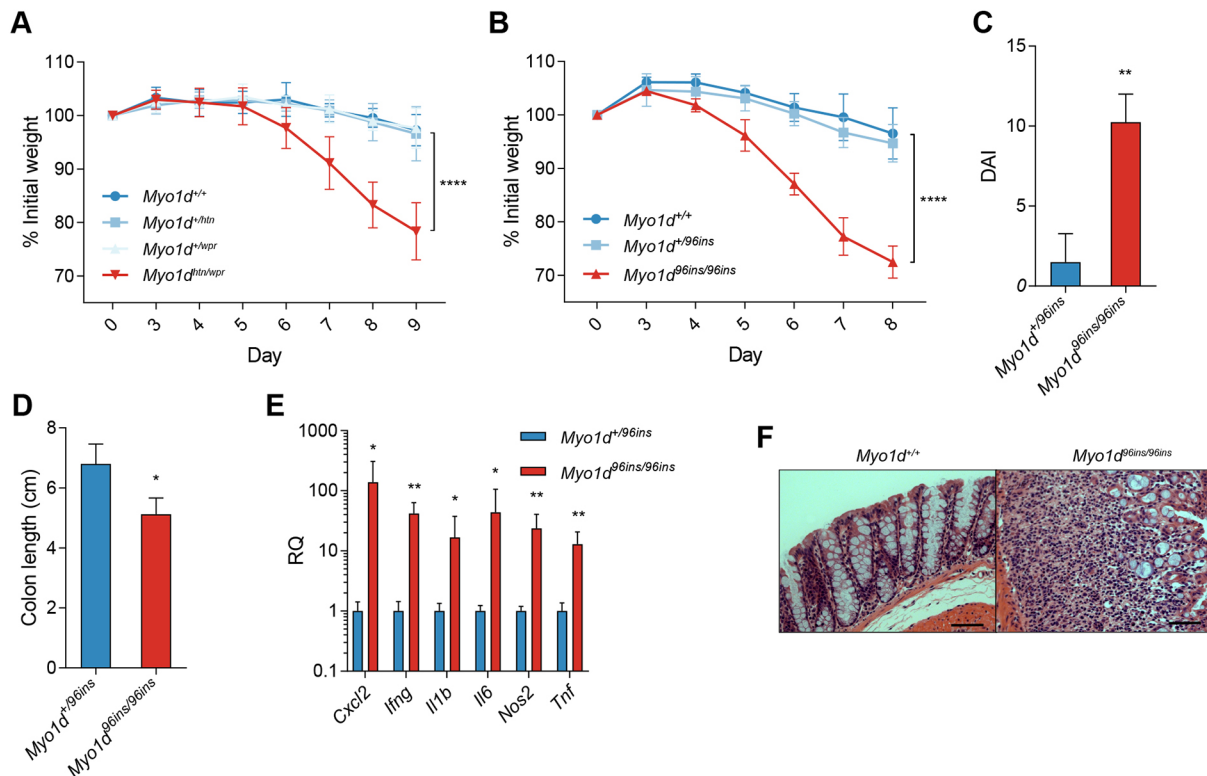 A
% Initial weight
110
100
90
80
70
Myo1d+/+
Myo1d+/htn
Myo1d+/wpr
Myo1dhtn/wpr
****
0 3 4 5 6 7 8 9
Day
B
% Initial weight
110
100
90
80
70
Myo1d+/+
Myo1d+/96ins
Myo1d96ins/96ins
****
0 3 4 5 6 7 8
Day
C
DAI
15
10
5
0
**
Myo1d+/96ins
Myo1d96ins/96ins
D
Colon length (cm)
8
6
4
2
0
*
Myo1d+/96ins
Myo1d96ins/96ins
E
RQ
1000
100
10
1
0.1
Myo1d+/96ins
Myo1d96ins/96ins
* ** * * ** **
Cxcl2 Ifng Il1b Il6 Nos2 Tnf
F
Myo1d+/+ Myo1d96ins/96ins